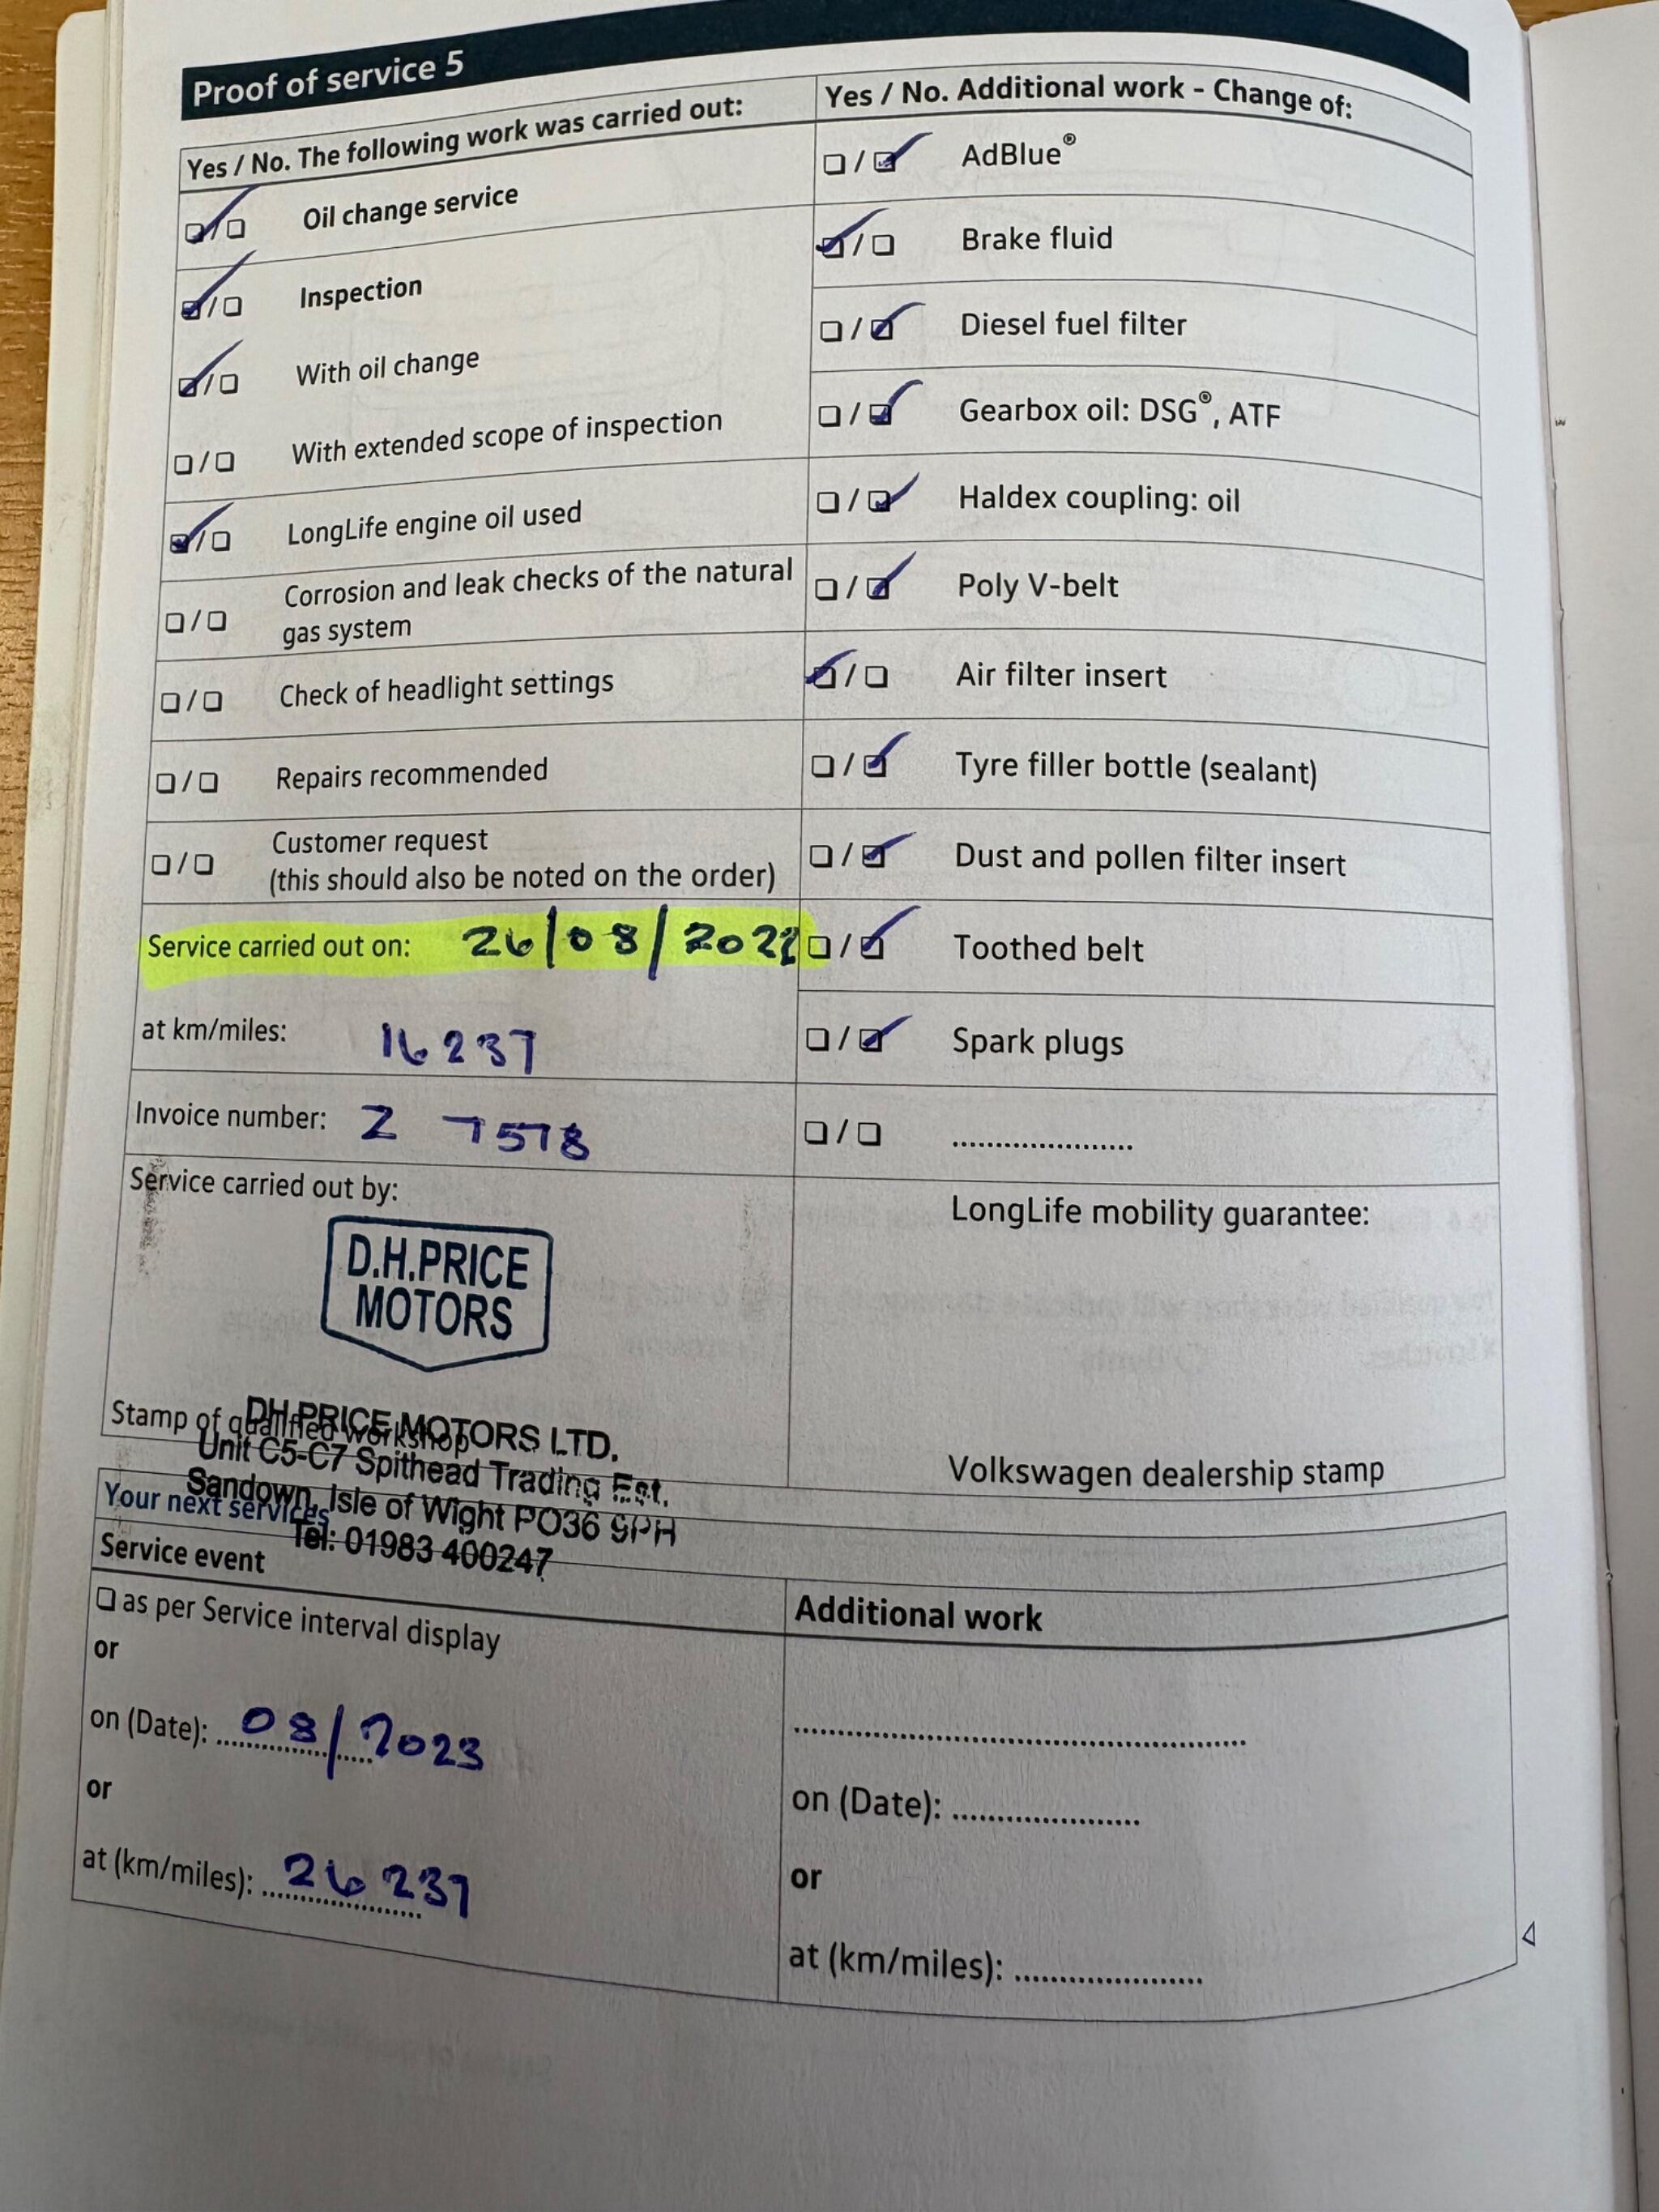 Proof of service 5
Yes / No. The following work was carried out:
☑/☐ Oil change service
☑/☐ Inspection
☑/☐ With oil change
☐/☐ With extended scope of inspection
☑/☐ LongLife engine oil used
☐/☐ Corrosion and leak checks of the natural
gas system
☐/☐ Check of headlight settings
☐/☐ Repairs recommended
☐/☐ Customer request
(this should also be noted on the order)
Service carried out on: 26/08/2022
at km/miles: 16237
Invoice number: Z 7578
Service carried out by:
D.H.PRICE
MOTORS
Stamp of qualified workshop
DH PRICE MOTORS LTD.
Unit C5-C7 Spithead Trading Est.
Sandown, Isle of Wight PO36 9PH
Tel: 01983 400247
Yes / No. Additional work - Change of:
☐/☑ AdBlue®
☑/☐ Brake fluid
☐/☑ Diesel fuel filter
☐/☑ Gearbox oil: DSG®, ATF
☐/☑ Haldex coupling: oil
☐/☑ Poly V-belt
☑/☐ Air filter insert
☐/☑ Tyre filler bottle (sealant)
☐/☑ Dust and pollen filter insert
☐/☑ Toothed belt
☐/☑ Spark plugs
☐/☐ ....................
LongLife mobility guarantee:
Volkswagen dealership stamp
Your next services
Service event
☐ as per Service interval display
or
on (Date): 08/2023
or
at (km/miles): 26237
Additional work
..................................................
on (Date): ....................
or
at (km/miles): ....................